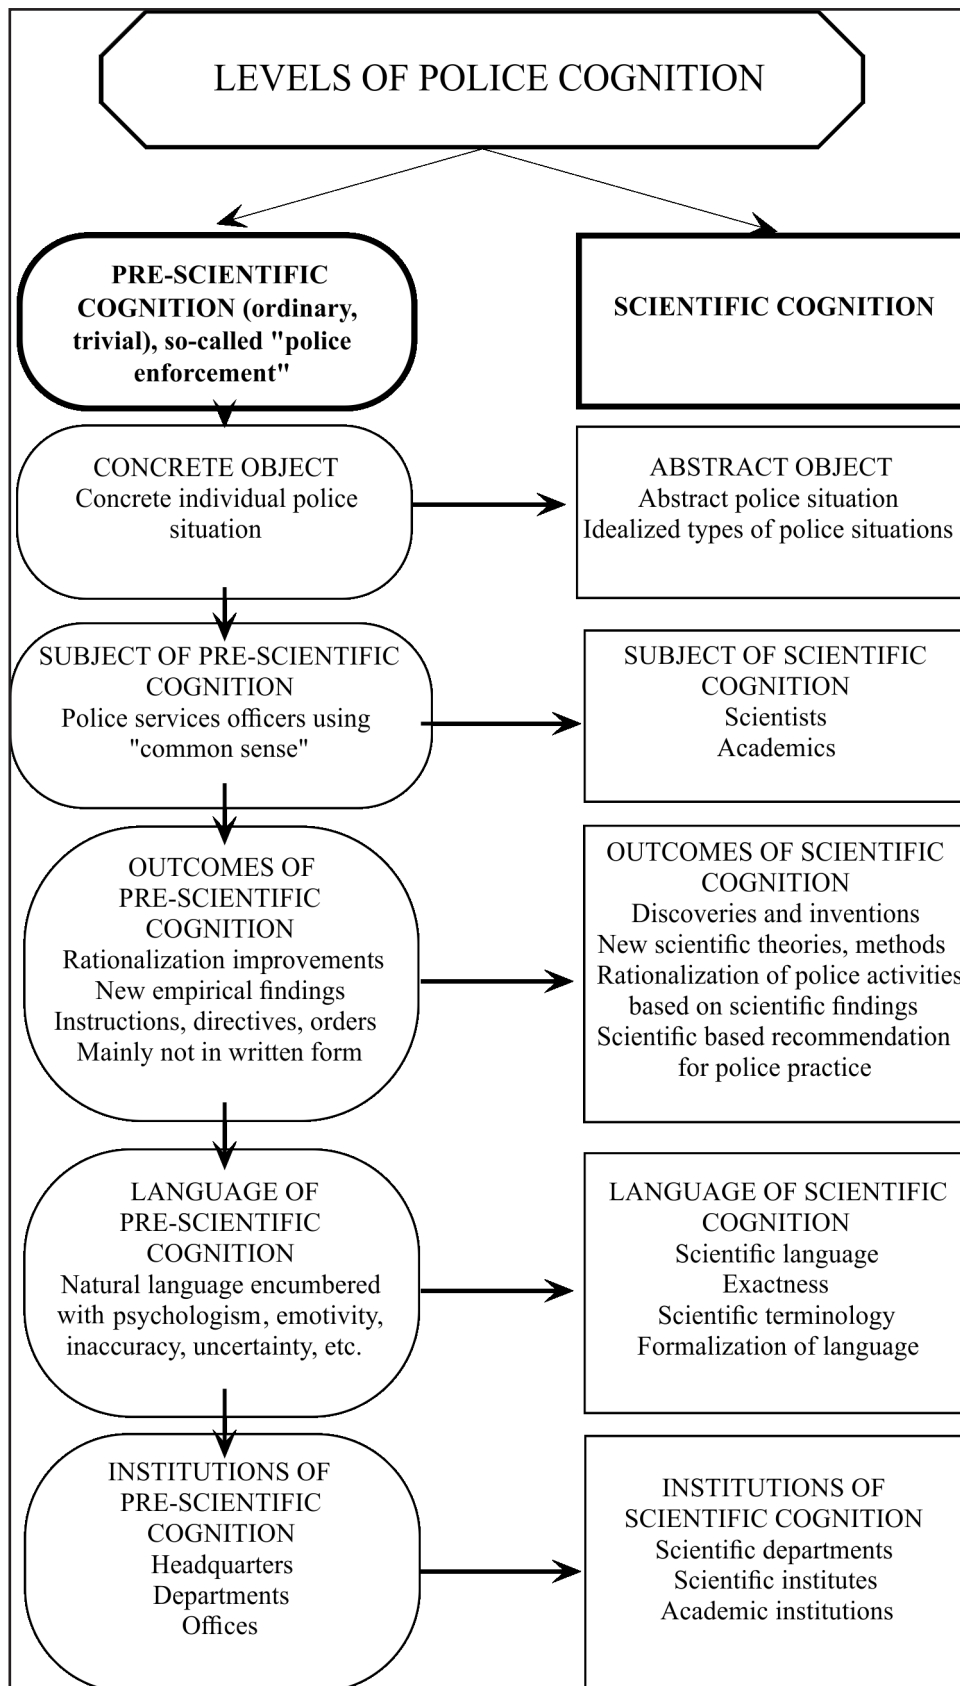 LEVELS OF POLICE COGNITION
PRE-SCIENTIFIC
COGNITION (ordinary,
trivial), so-called "police
enforcement"
SCIENTIFIC COGNITION
CONCRETE OBJECT
Concrete individual police
situation
ABSTRACT OBJECT
Abstract police situation
Idealized types of police situations
SUBJECT OF PRE-SCIENTIFIC
COGNITION
Police services officers using
"common sense"
SUBJECT OF SCIENTIFIC
COGNITION
Scientists
Academics
OUTCOMES OF
PRE-SCIENTIFIC
COGNITION
Rationalization improvements
New empirical findings
Instructions, directives, orders
Mainly not in written form
OUTCOMES OF SCIENTIFIC
COGNITION
Discoveries and inventions
New scientific theories, methods
Rationalization of police activities
based on scientific findings
Scientific based recommendation
for police practice
LANGUAGE OF
PRE-SCIENTIFIC
COGNITION
Natural language encumbered
with psychologism, emotivity,
inaccuracy, uncertainty, etc.
LANGUAGE OF SCIENTIFIC
COGNITION
Scientific language
Exactness
Scientific terminology
Formalization of language
INSTITUTIONS OF
PRE-SCIENTIFIC
COGNITION
Headquarters
Departments
Offices
INSTITUTIONS OF
SCIENTIFIC COGNITION
Scientific departments
Scientific institutes
Academic institutions